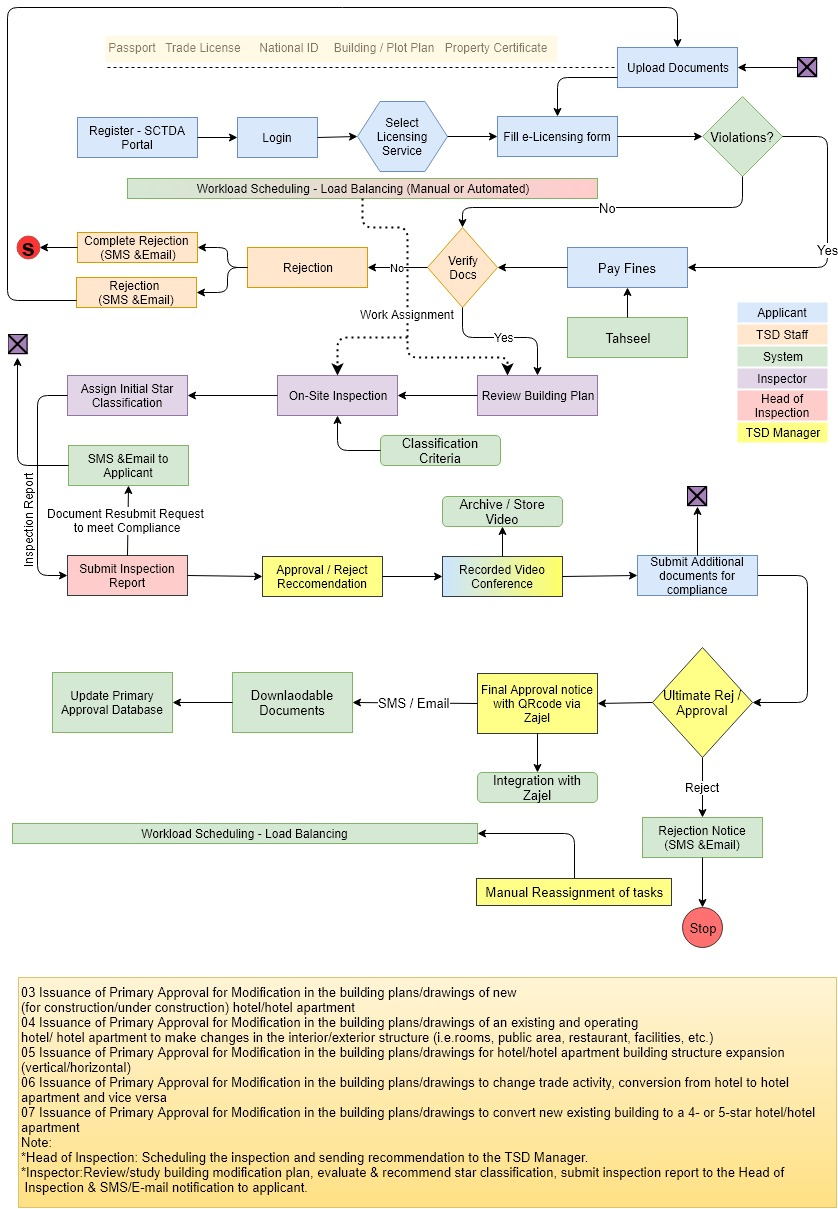 Passport Trade License National ID Building / Plot Plan Property Certificate
Upload Documents
Register - SCTDA
Portal
Login
Select
Licensing
Service
Fill e-Licensing form
Violations?
Workload Scheduling - Load Balancing (Manual or Automated)
No
Yes
S
Complete Rejection
(SMS &Email)
Rejection
(SMS &Email)
Rejection
No
Verify
Docs
Pay Fines
Tahseel
Work Assignment
Yes
Applicant
TSD Staff
System
Inspector
Head of
Inspection
TSD Manager
Assign Initial Star
Classification
On-Site Inspection
Review Building Plan
Classification
Criteria
SMS &Email to
Applicant
Inspection Report
Document Resubmit Request
to meet Compliance
Archive / Store
Video
Submit Inspection
Report
Approval / Reject
Reccomendation
Recorded Video
Conference
Submit Additional
documents for
compliance
Update Primary
Approval Database
Downlaodable
Documents
SMS / Email
Final Approval notice
with QRcode via
Zajel
Ultimate Rej /
Approval
Integration with
Zajel
Reject
Workload Scheduling - Load Balancing
Rejection Notice
(SMS &Email)
Manual Reassignment of tasks
Stop
03 Issuance of Primary Approval for Modification in the building plans/drawings of new
(for construction/under construction) hotel/hotel apartment
04 Issuance of Primary Approval for Modification in the building plans/drawings of an existing and operating
hotel/ hotel apartment to make changes in the interior/exterior structure (i.e.rooms, public area, restaurant, facilities, etc.)
05 Issuance of Primary Approval for Modification in the building plans/drawings for hotel/hotel apartment building structure expansion
(vertical/horizontal)
06 Issuance of Primary Approval for Modification in the building plans/drawings to change trade activity, conversion from hotel to hotel
apartment and vice versa
07 Issuance of Primary Approval for Modification in the building plans/drawings to convert new existing building to a 4- or 5-star hotel/hotel
apartment
Note:
*Head of Inspection: Scheduling the inspection and sending recommendation to the TSD Manager.
*Inspector:Review/study building modification plan, evaluate & recommend star classification, submit inspection report to the Head of
Inspection & SMS/E-mail notification to applicant.